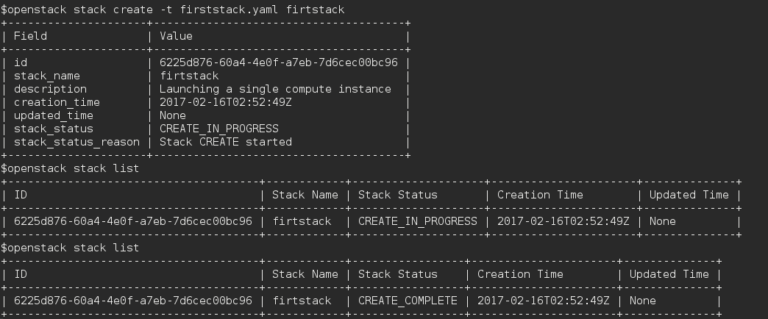 $openstack stack create -t firststack.yaml firtstack
+---------------------+--------------------------------------+
| Field | Value |
+---------------------+--------------------------------------+
| id | 6225d876-60a4-4e0f-a7eb-7d6cec00bc96 |
| stack_name | firtstack |
| description | Launching a single compute instance |
| creation_time | 2017-02-16T02:52:49Z |
| updated_time | None |
| stack_status | CREATE_IN_PROGRESS |
| stack_status_reason | Stack CREATE started |
+---------------------+--------------------------------------+
$openstack stack list
+--------------------------------------+------------+--------------------+----------------------+--------------+
| ID | Stack Name | Stack Status | Creation Time | Updated Time |
+--------------------------------------+------------+--------------------+----------------------+--------------+
| 6225d876-60a4-4e0f-a7eb-7d6cec00bc96 | firtstack | CREATE_IN_PROGRESS | 2017-02-16T02:52:49Z | None |
+--------------------------------------+------------+--------------------+----------------------+--------------+
$openstack stack list
+--------------------------------------+------------+-----------------+----------------------+--------------+
| ID | Stack Name | Stack Status | Creation Time | Updated Time |
+--------------------------------------+------------+-----------------+----------------------+--------------+
| 6225d876-60a4-4e0f-a7eb-7d6cec00bc96 | firtstack | CREATE_COMPLETE | 2017-02-16T02:52:49Z | None |
+--------------------------------------+------------+-----------------+----------------------+--------------+